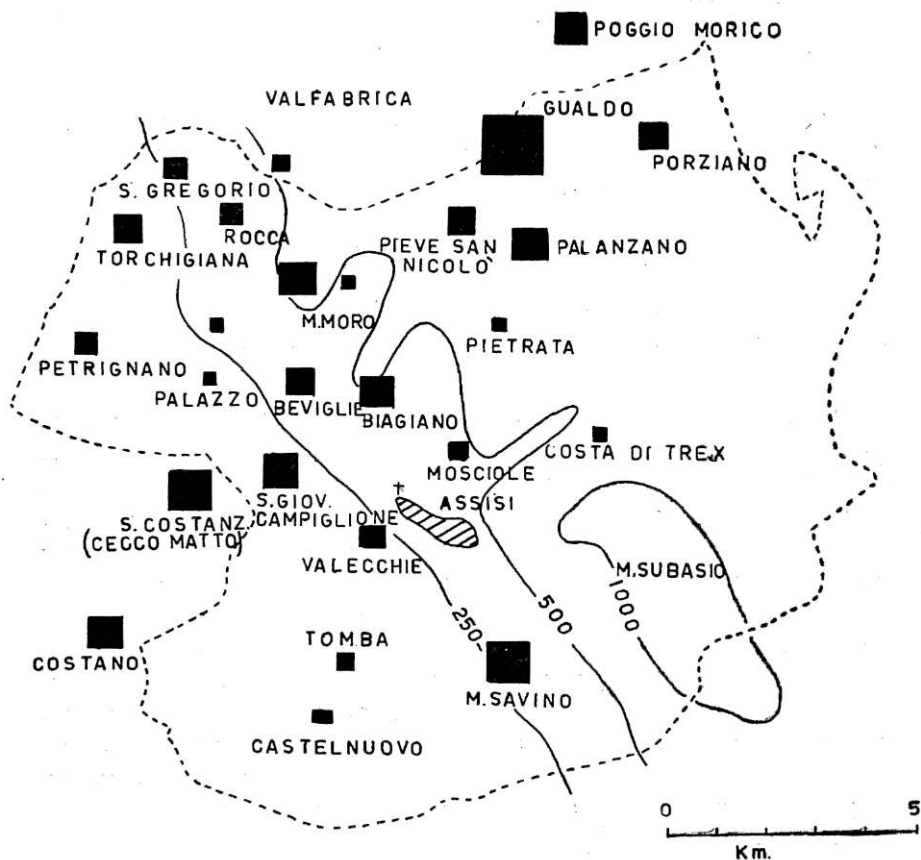 POGGIO MORICO
VALFABRICA
GUALDO
PORZIANO
S. GREGORIO
ROCCA
PIEVE SAN
NICOLO'
PALANZANO
TORCHIGIANA
M.MORO
PIETRATA
PETRIGNANO
PALAZZO
BEVIGLIE
BIAGIANO
COSTA DI TREX
MOSCIOLE
ASSISI
S.GIOV.
CAMPIGLIONE
S. COSTANZ.
(CECCO MATTO)
VALECCHIE
M.SUBASIO
1000
500
250
TOMBA
COSTANO
M.SAVINO
CASTELNUOVO
0 5
Km.